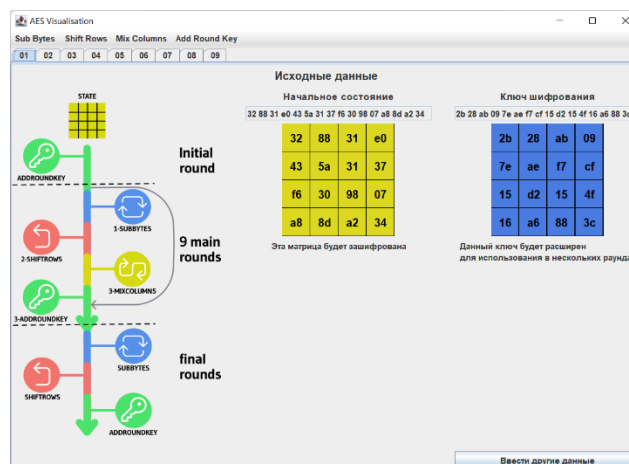 AES Visualisation
Sub Bytes Shift Rows Mix Columns Add Round Key
01 02 03 04 05 06 07 08 09
Исходные данные
STATE
Начальное состояние
Ключ шифрования
32 88 31 e0 43 5a 31 37 f6 30 98 07 a8 8d a2 34
2b 28 ab 09 7e ae f7 cf 15 d2 15 4f 16 a6 88 3c
32 88 31 e0
43 5a 31 37
f6 30 98 07
a8 8d a2 34
2b 28 ab 09
7e ae f7 cf
15 d2 15 4f
16 a6 88 3c
Эта матрица будет зашифрована
Данный ключ будет расширен
для использования в нескольких раунда
Initial
round
ADDROUNDKEY
1-SUBBYTES
2-SHIFTROWS
9 main
rounds
3-MIXCOLUMNS
3-ADDROUNDKEY
SUBBYTES
final
rounds
SHIFTROWS
ADDROUNDKEY
Ввести другие данные